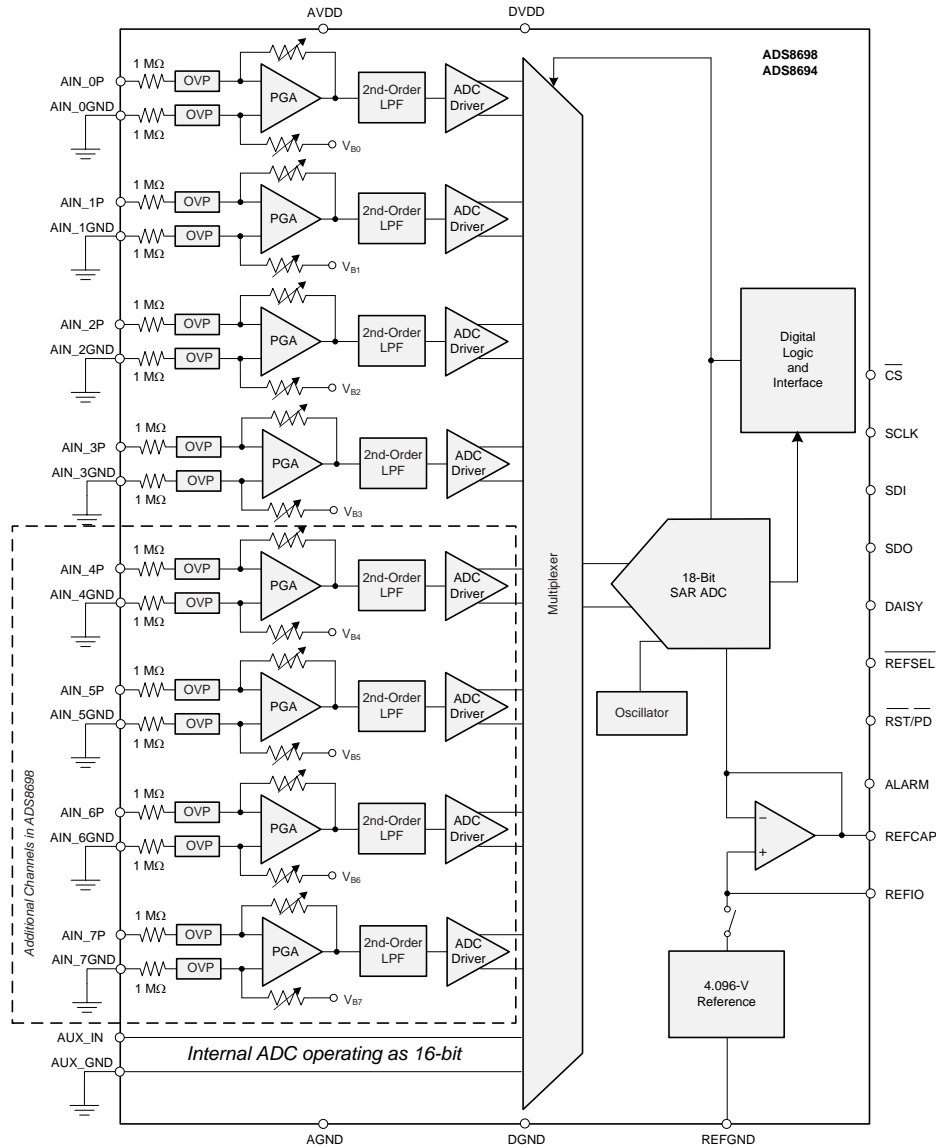 AVDD
DVDD
ADS8698
ADS8694
1 MΩ
AIN_0P
OVP
PGA
2nd-Order
LPF
ADC
Driver
AIN_0GND
OVP
1 MΩ
VB0
1 MΩ
AIN_1P
OVP
PGA
2nd-Order
LPF
ADC
Driver
AIN_1GND
OVP
1 MΩ
VB1
1 MΩ
AIN_2P
OVP
PGA
2nd-Order
LPF
ADC
Driver
AIN_2GND
OVP
1 MΩ
VB2
1 MΩ
AIN_3P
OVP
PGA
2nd-Order
LPF
ADC
Driver
AIN_3GND
OVP
1 MΩ
VB3
Additional Channels in ADS8698
1 MΩ
AIN_4P
OVP
PGA
2nd-Order
LPF
ADC
Driver
AIN_4GND
OVP
1 MΩ
VB4
1 MΩ
AIN_5P
OVP
PGA
2nd-Order
LPF
ADC
Driver
AIN_5GND
OVP
1 MΩ
VB5
1 MΩ
AIN_6P
OVP
PGA
2nd-Order
LPF
ADC
Driver
AIN_6GND
OVP
1 MΩ
VB6
1 MΩ
AIN_7P
OVP
PGA
2nd-Order
LPF
ADC
Driver
AIN_7GND
OVP
1 MΩ
VB7
AUX_IN
Internal ADC operating as 16-bit
AUX_GND
Multiplexer
Digital
Logic
and
Interface
18-Bit
SAR ADC
Oscillator
−
+
4.096-V
Reference
CS
SCLK
SDI
SDO
DAISY
REFSEL
RST/PD
ALARM
REFCAP
REFIO
AGND
DGND
REFGND